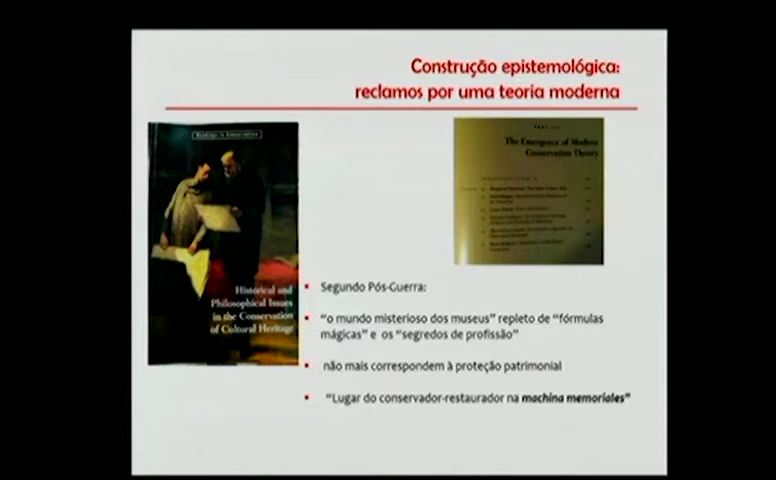 Construção epistemológica:
reclamos por uma teoria moderna
Readings in Conservation
Historical and
Philosophical Issues
in the Conservation
of Cultural Heritage
The Emergence of Modern
Conservation Theory
Segundo Pós-Guerra:
“o mundo misterioso dos museus” repleto de “fórmulas
mágicas” e os “segredos de profissão”
não mais correspondem à proteção patrimonial
“Lugar do conservador-restaurador na machina memoriales”